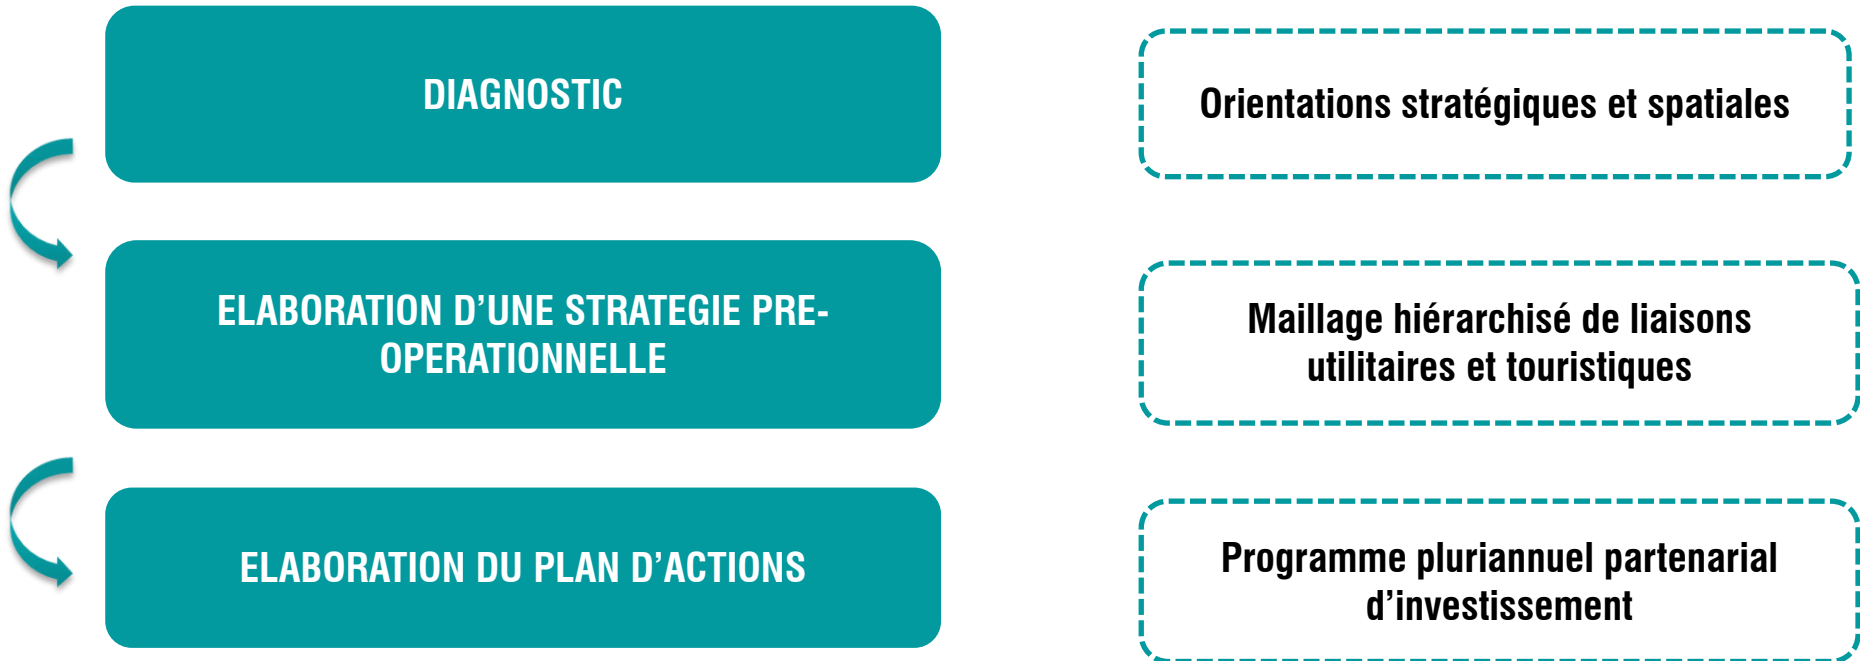 DIAGNOSTIC
Orientations stratégiques et spatiales
ELABORATION D’UNE STRATEGIE PRE-
OPERATIONNELLE
Maillage hiérarchisé de liaisons
utilitaires et touristiques
ELABORATION DU PLAN D’ACTIONS
Programme pluriannuel partenarial
d’investissement